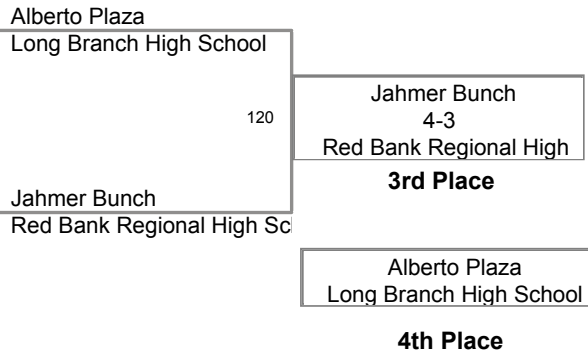 Alberto Plaza
Long Branch High School
120
Jahmer Bunch
4-3
Red Bank Regional High
3rd Place
Jahmer Bunch
Red Bank Regional High Sc
Alberto Plaza
Long Branch High School
4th Place